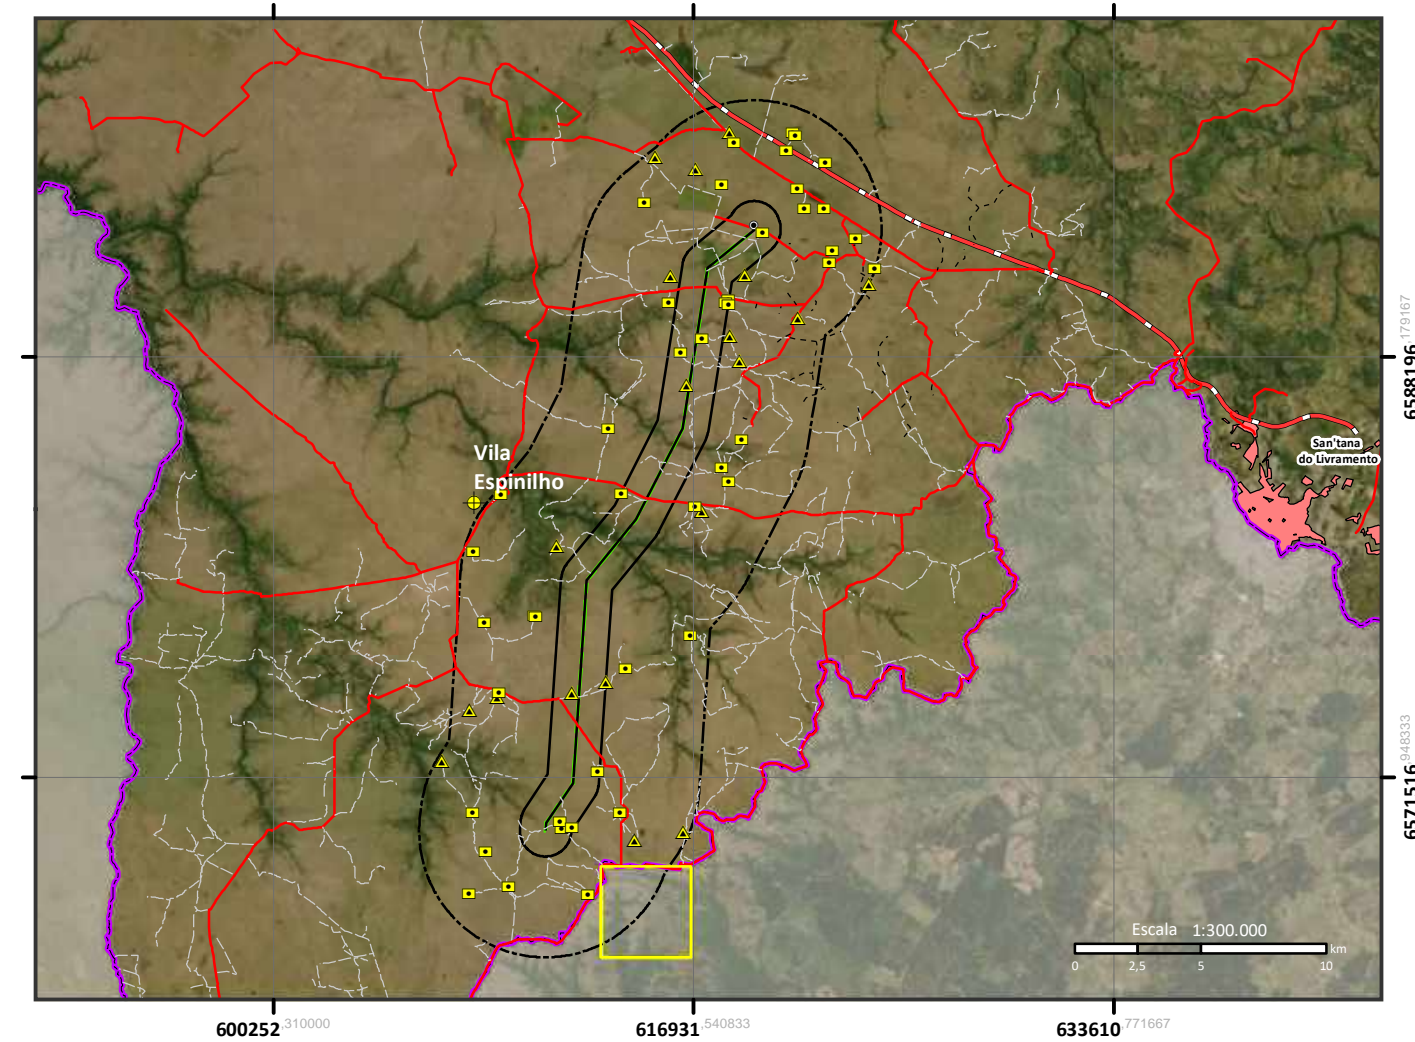 6588196,179167
Vila
Espinilho
San'tana
do Livramento
6571516,948333
Escala 1:300.000
km
0 2,5 5 10
600252,310000 616931,540833 633610,771667